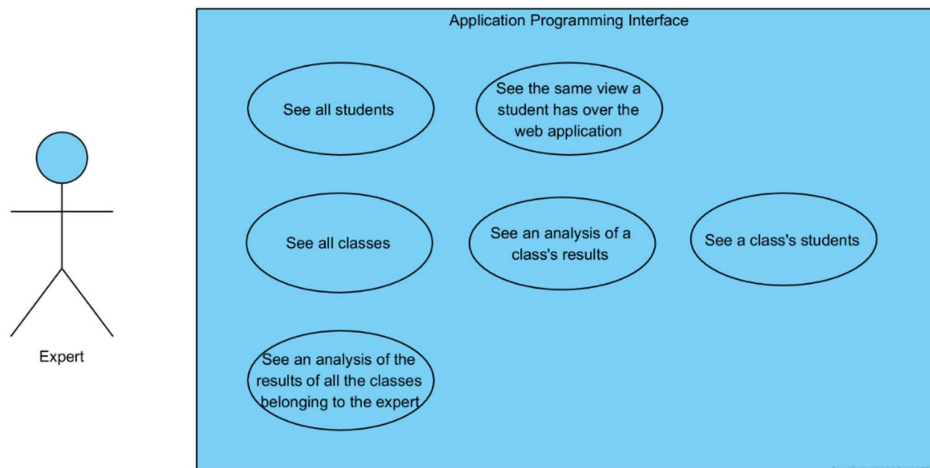 Application Programming Interface
See all students
See the same view a
student has over the
web application
See all classes
See an analysis of a
class's results
See a class's students
Expert
See an analysis of the
results of all the classes
belonging to the expert